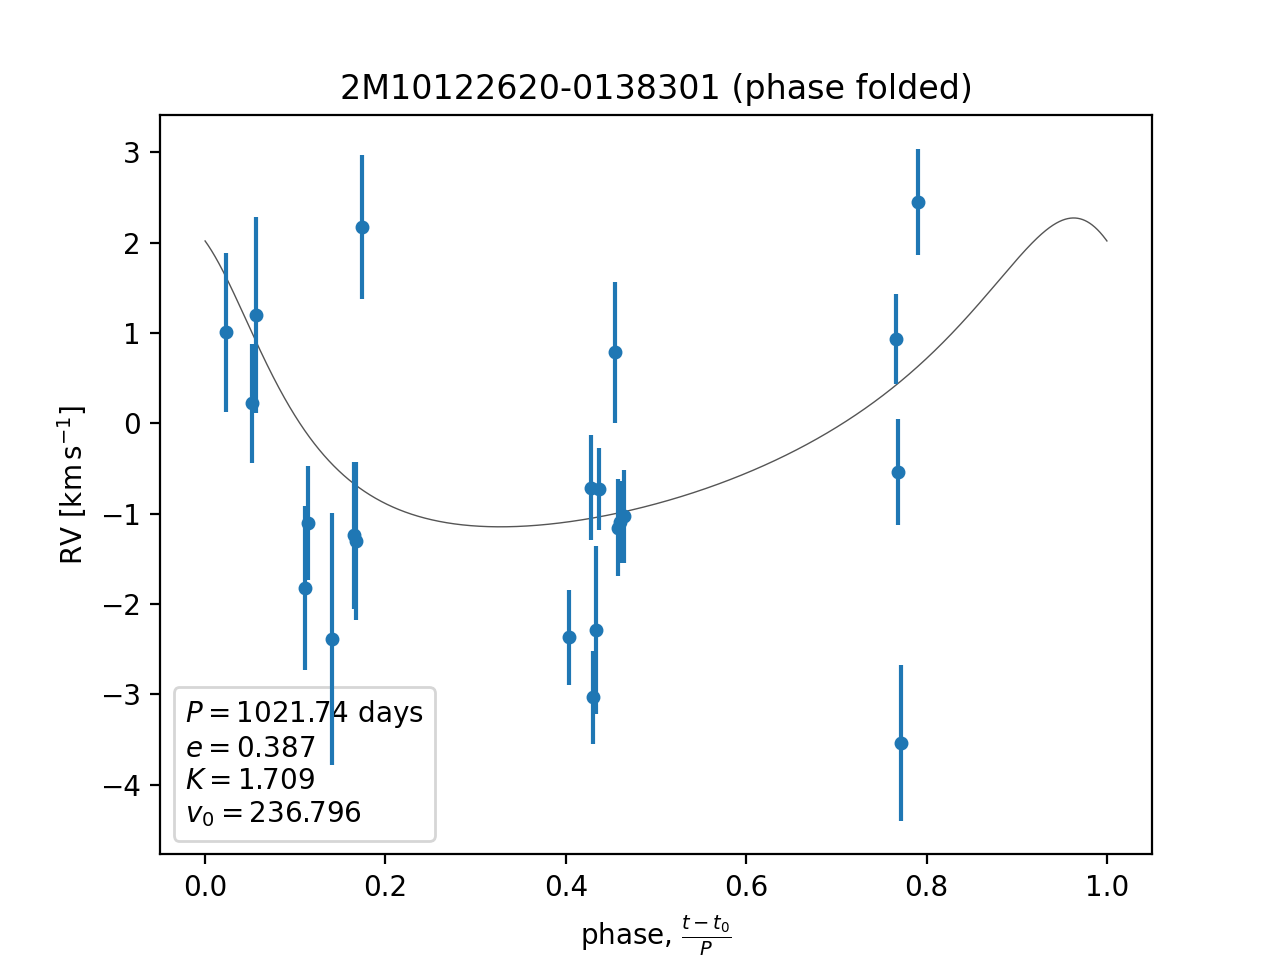 2M10122620-0138301 (phase folded)
RV [km s⁻¹]
3
2
1
0
−1
−2
−3
−4
P = 1021.74 days
e = 0.387
K = 1.709
v₀ = 236.796
0.0 0.2 0.4 0.6 0.8 1.0
phase, (t − t₀)/P